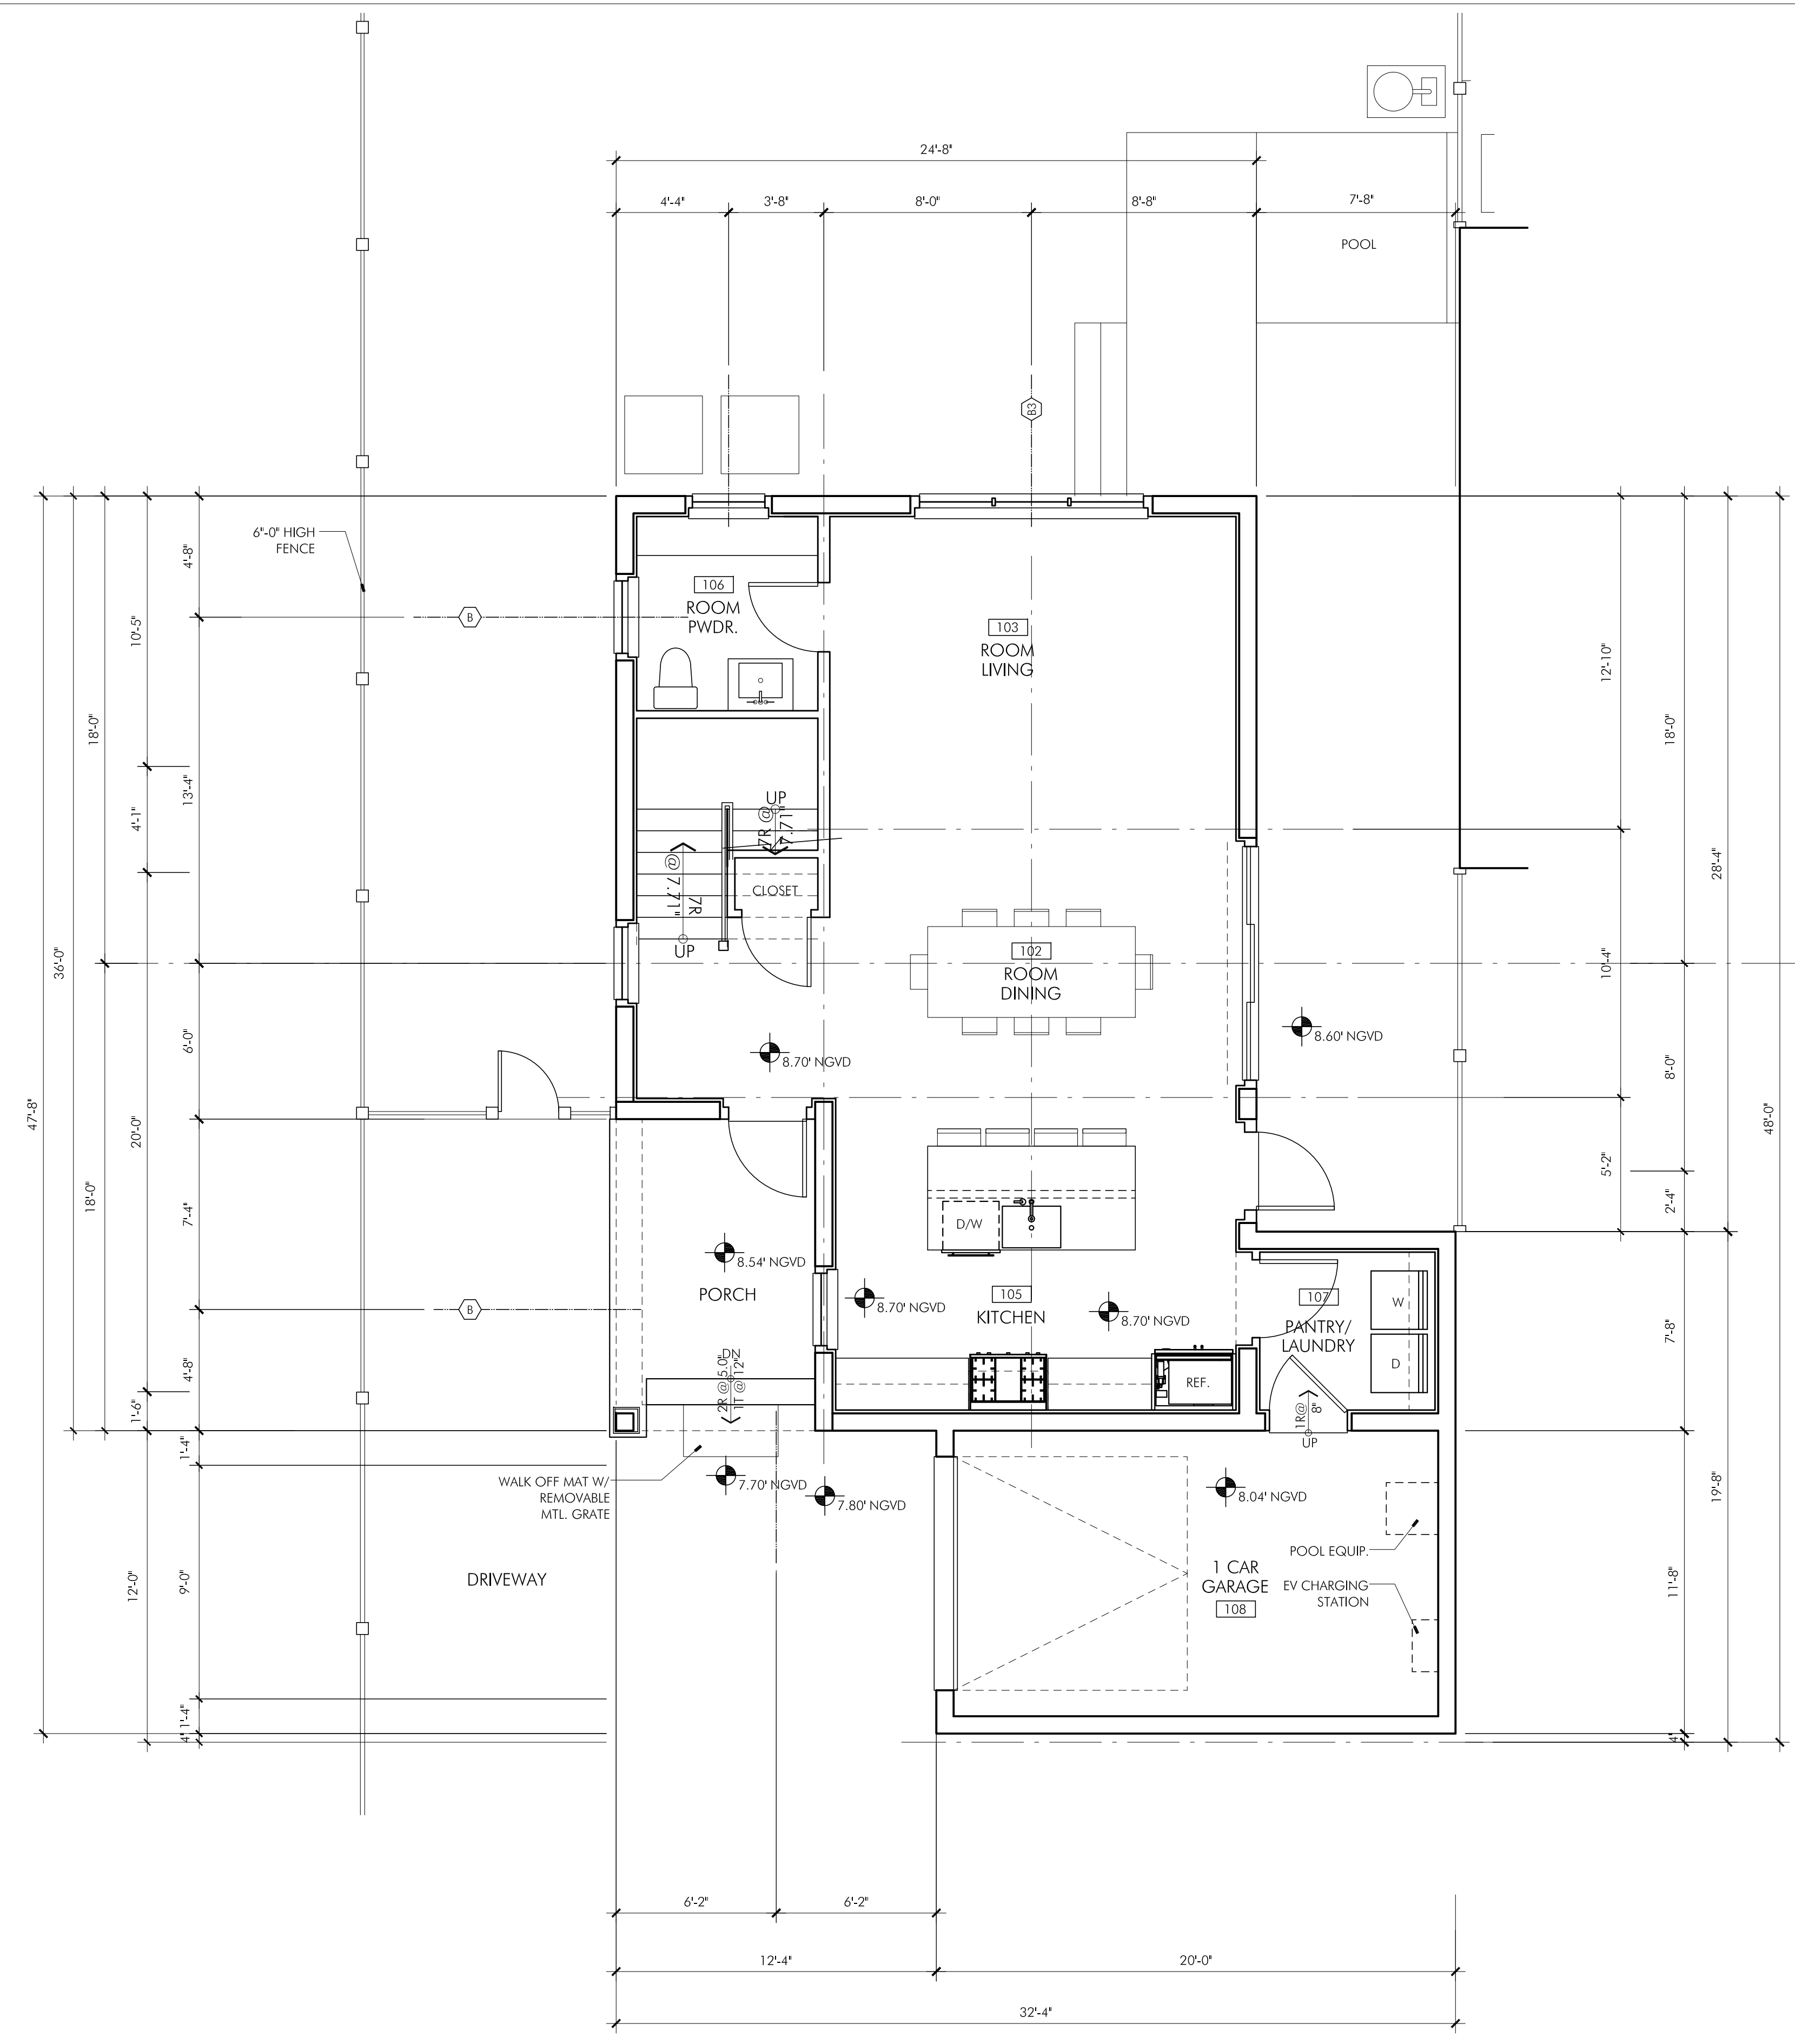 24'-8"
4'-4"
3'-8"
8'-0"
8'-8"
7'-8"
POOL
B3
6"-0" HIGH
FENCE
B
106
ROOM
PWDR.
103
ROOM
LIVING
UP
7R @
7.71"
7R
@ 7.71"
UP
CLOSET
102
ROOM
DINING
8.70' NGVD
8.60' NGVD
D/W
8.54' NGVD
PORCH
B
8.70' NGVD
105
KITCHEN
8.70' NGVD
107
PANTRY/
LAUNDRY
W
D
REF.
DN
2R @ 5.0"
1T @ 12"
1R@
8"
UP
WALK OFF MAT W/
REMOVABLE
MTL. GRATE
7.70' NGVD
7.80' NGVD
8.04' NGVD
DRIVEWAY
POOL EQUIP.
1 CAR
GARAGE
108
EV CHARGING
STATION
47'-8"
36'-0"
18'-0"
18'-0"
10'-5"
4'-1"
20'-0"
1'-6"
12'-0"
4'-8"
13'-4"
6'-0"
7'-4"
4'-8"
1'-4"
9'-0"
1'-4"
4"
12'-10"
10'-4"
5'-2"
18'-0"
8'-0"
2'-4"
7'-8"
11'-8"
4"
28'-4"
19'-8"
48'-0"
6'-2"
6'-2"
12'-4"
20'-0"
32'-4"